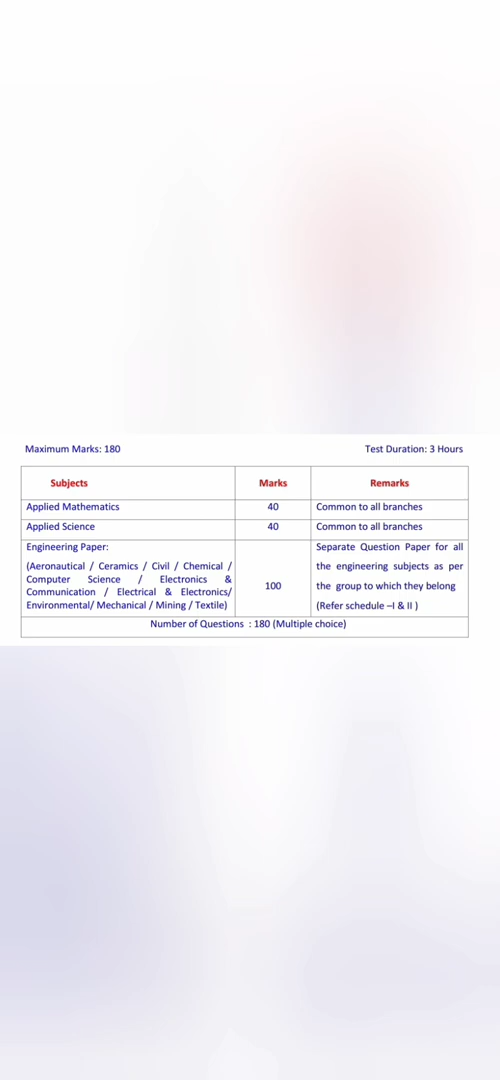 Maximum Marks: 180 Test Duration: 3 Hours
Subjects Marks Remarks
Applied Mathematics 40 Common to all branches
Applied Science 40 Common to all branches
Engineering Paper:
(Aeronautical / Ceramics / Civil / Chemical /
Computer Science / Electronics &
Communication / Electrical & Electronics/
Environmental/ Mechanical / Mining / Textile)
100
Separate Question Paper for all
the engineering subjects as per
the group to which they belong
(Refer schedule –I & II )
Number of Questions : 180 (Multiple choice)